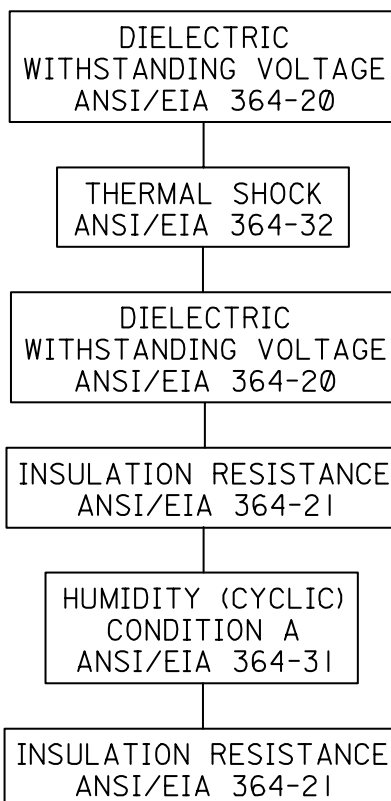 DIELECTRIC
WITHSTANDING VOLTAGE
ANSI/EIA 364-20
THERMAL SHOCK
ANSI/EIA 364-32
DIELECTRIC
WITHSTANDING VOLTAGE
ANSI/EIA 364-20
INSULATION RESISTANCE
ANSI/EIA 364-21
HUMIDITY (CYCLIC)
CONDITION A
ANSI/EIA 364-31
INSULATION RESISTANCE
ANSI/EIA 364-21